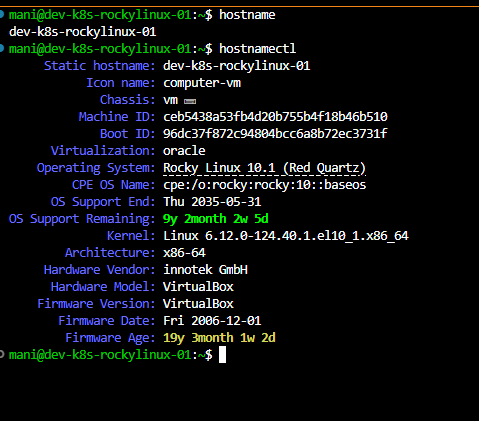 mani@dev-k8s-rockylinux-01:~$ hostname
dev-k8s-rockylinux-01
mani@dev-k8s-rockylinux-01:~$ hostnamectl
Static hostname: dev-k8s-rockylinux-01
Icon name: computer-vm
Chassis: vm 🖴
Machine ID: ceb5438a53fb4d20b755b4f18b46b510
Boot ID: 96dc37f872c94804bcc6a8b72ec3731f
Virtualization: oracle
Operating System: Rocky Linux 10.1 (Red Quartz)
CPE OS Name: cpe:/o:rocky:rocky:10::baseos
OS Support End: Thu 2035-05-31
OS Support Remaining: 9y 2month 2w 5d
Kernel: Linux 6.12.0-124.40.1.el10_1.x86_64
Architecture: x86-64
Hardware Vendor: innotek GmbH
Hardware Model: VirtualBox
Firmware Version: VirtualBox
Firmware Date: Fri 2006-12-01
Firmware Age: 19y 3month 1w 2d
mani@dev-k8s-rockylinux-01:~$